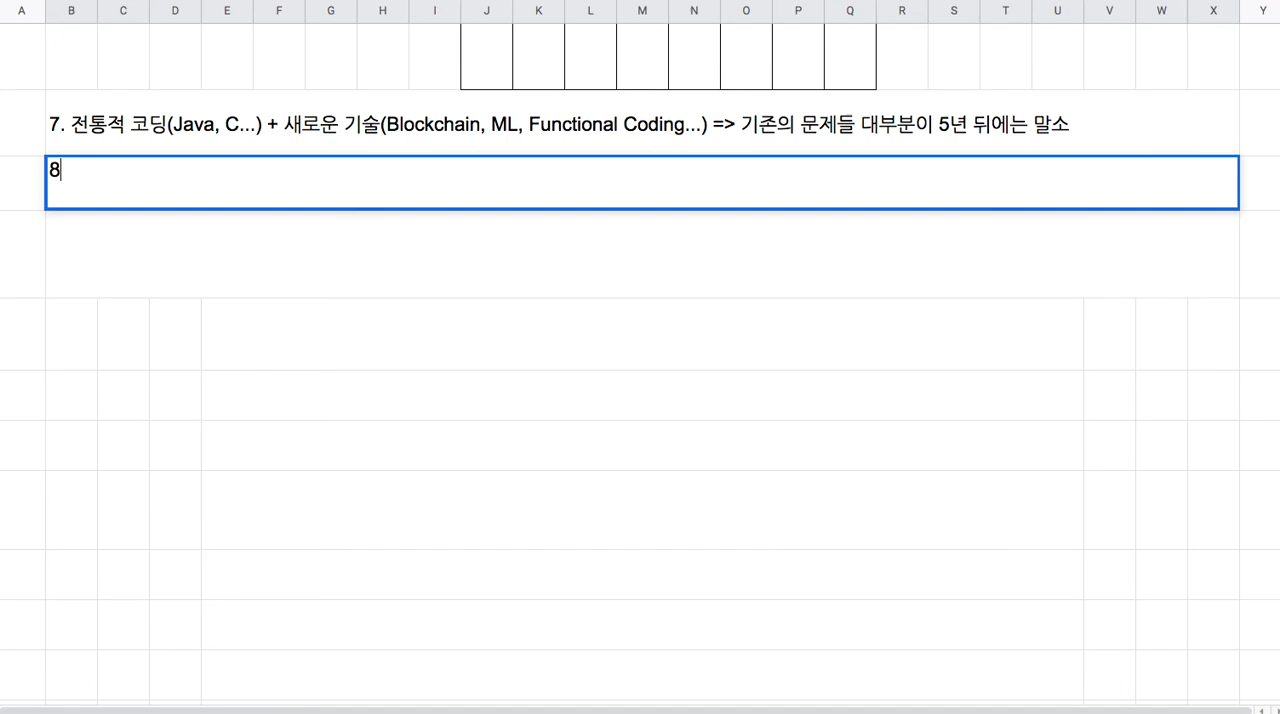 A B C D E F G H I J K L M N O P Q R S T U V W X Y
7. 전통적 코딩(Java, C...) + 새로운 기술(Blockchain, ML, Functional Coding...) => 기존의 문제들 대부분이 5년 뒤에는 말소
8